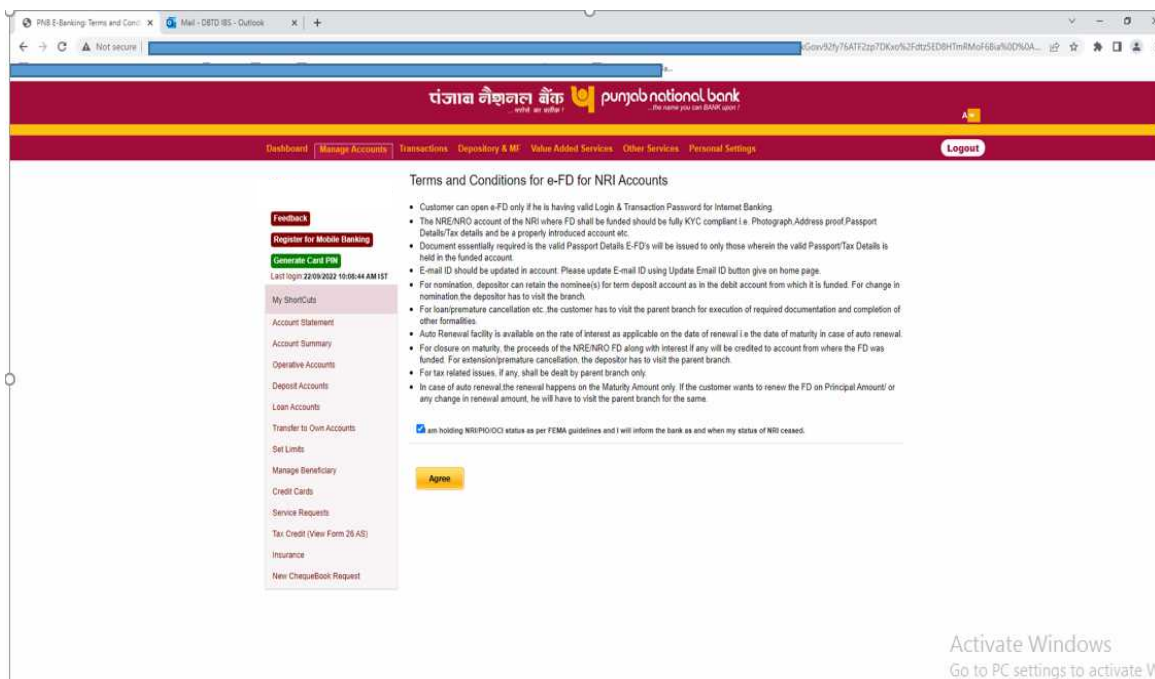 PNB E-Banking: Terms and Condi
Mail - DBTD IBS - Outlook
Not secure
पंजाब नैशनल बैंक
punjab national bank
...भरोसे का प्रतीक !
...the name you can BANK upon !
Dashboard Manage Accounts Transactions Depository & MF Value Added Services Other Services Personal Settings
Logout
Terms and Conditions for e-FD for NRI Accounts
Feedback
Register for Mobile Banking
Generate Card PIN
Last login: 22/09/2022 10:08:44 AM IST
My ShortCuts
Account Statement
Account Summary
Operative Accounts
Deposit Accounts
Loan Accounts
Transfer to Own Accounts
Set Limits
Manage Beneficiary
Credit Cards
Service Requests
Tax Credit (View Form 26 AS)
Insurance
New ChequeBook Request
Customer can open e-FD only if he is having valid Login & Transaction Password for Internet Banking.
The NRE/NRO account of the NRI where FD shall be funded should be fully KYC compliant i.e. Photograph,Address proof,Passport
Details/Tax details and be a properly introduced account etc.
Document essentially required is the valid Passport Details E-FD's will be issued to only those wherein the valid Passport/Tax Details is
held in the funded account.
E-mail ID should be updated in account. Please update E-mail ID using Update Email ID button give on home page.
For nomination, depositor can retain the nominee(s) for term deposit account as in the debit account from which it is funded. For change in
nomination,the depositor has to visit the branch.
For loan/premature cancellation etc.,the customer has to visit the parent branch for execution of required documentation and completion of
other formalities.
Auto Renewal facility is available on the rate of interest as applicable on the date of renewal i.e the date of maturity in case of auto renewal.
For closure on maturity, the proceeds of the NRE/NRO FD along with interest if any will be credited to account from where the FD was
funded. For extension/premature cancellation, the depositor has to visit the parent branch.
For tax related issues, if any, shall be dealt by parent branch only.
In case of auto renewal,the renewal happens on the Maturity Amount only. If the customer wants to renew the FD on Principal Amount/ or
any change in renewal amount, he will have to visit the parent branch for the same.
am holding NRI/PIO/OCI status as per FEMA guidelines and I will inform the bank as and when my status of NRI ceased.
Agree
Activate Windows
Go to PC settings to activate W